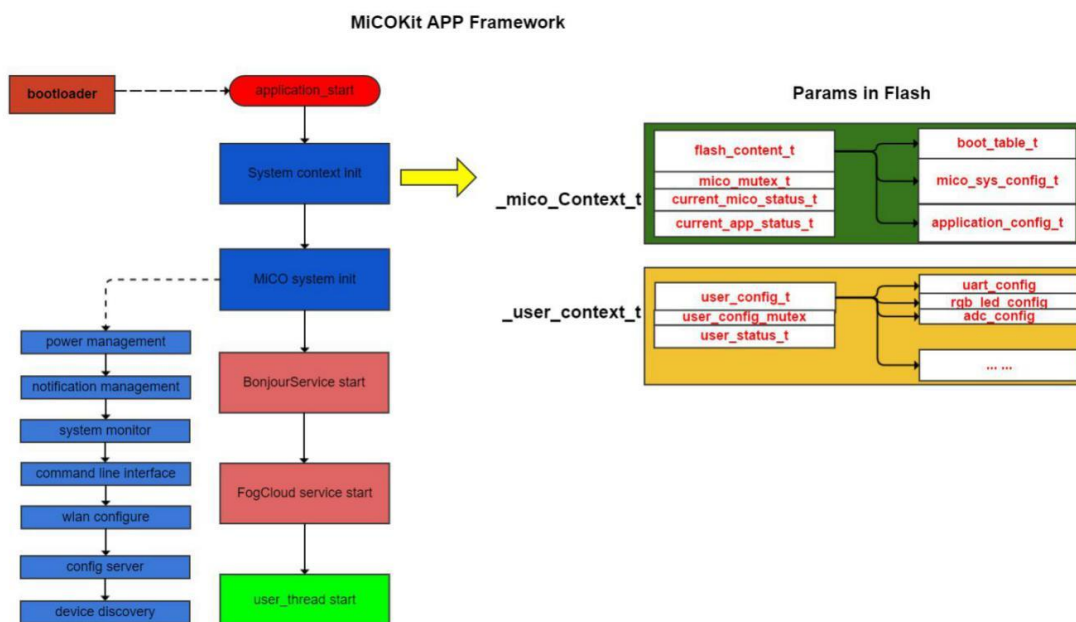 MiCOKit APP Framework
bootloader
application_start
System context init
MiCO system init
power management
notification management
system monitor
command line interface
wlan configure
config server
device discovery
BonjourService start
FogCloud service start
user_thread start
Params in Flash
_mico_Context_t
flash_content_t
mico_mutex_t
current_mico_status_t
current_app_status_t
boot_table_t
mico_sys_config_t
application_config_t
_user_context_t
user_config_t
user_config_mutex
user_status_t
uart_config
rgb_led_config
adc_config
... ...